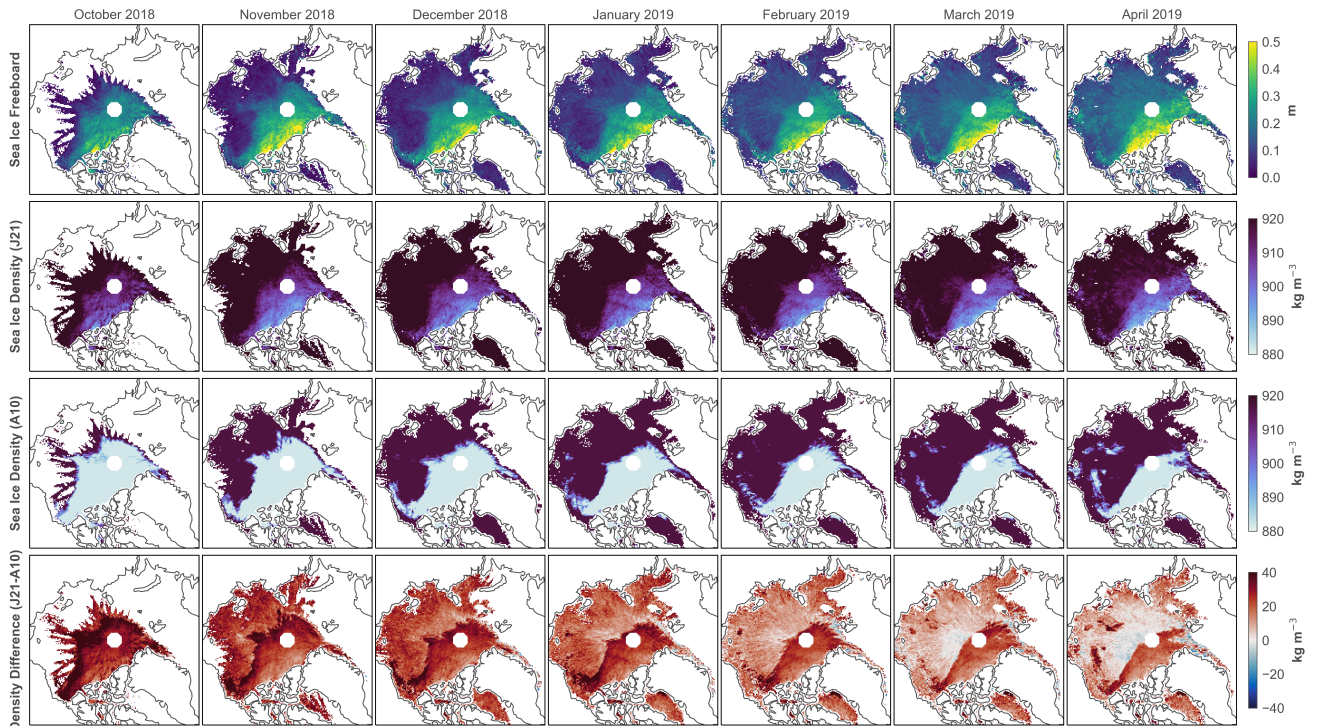 October 2018 November 2018 December 2018 January 2019 February 2019 March 2019 April 2019
Sea Ice Freeboard
0.5
0.4
0.3
0.2
0.1
0.0
m
Sea Ice Density (J21)
920
910
900
890
880
kg m⁻³
Sea Ice Density (A10)
920
910
900
890
880
kg m⁻³
Density Difference (J21-A10)
40
20
0
−20
−40
kg m⁻³